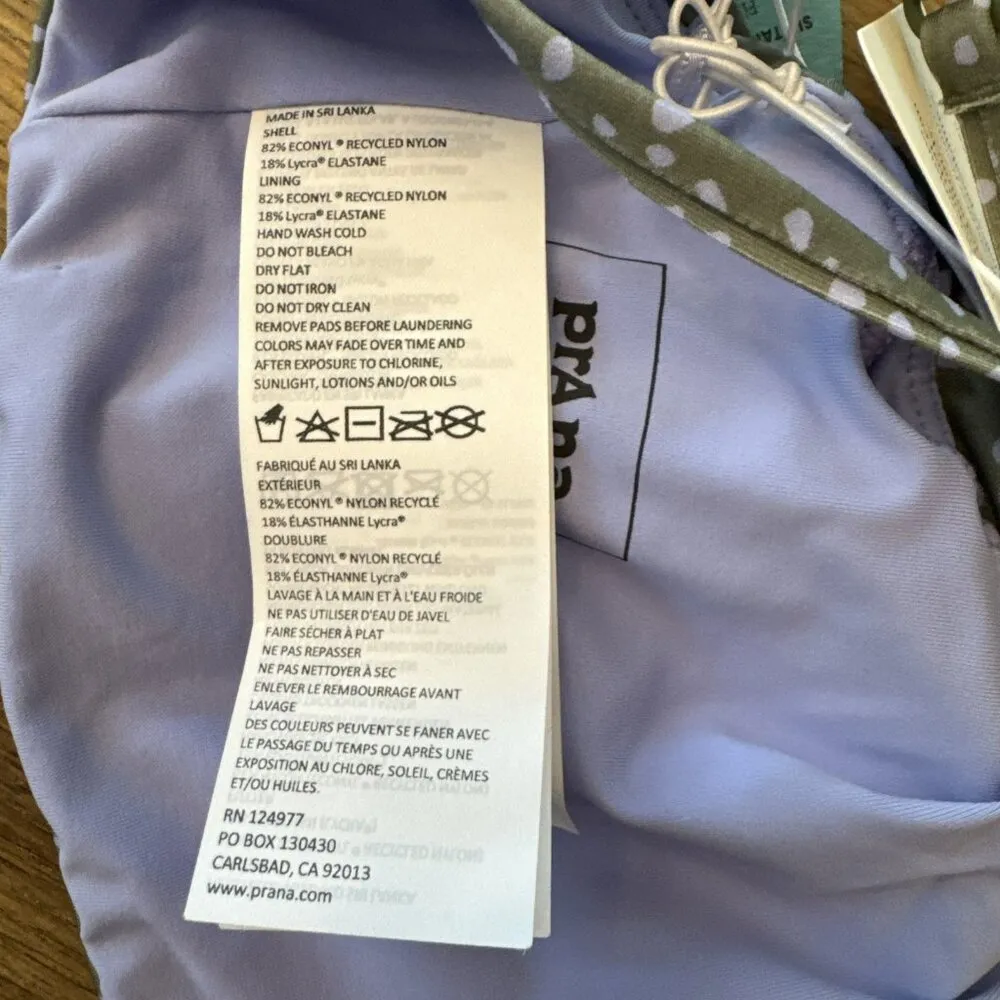 MADE IN SRI LANKA
SHELL
82% ECONYL® RECYCLED NYLON
18% Lycra® ELASTANE
LINING
82% ECONYL® RECYCLED NYLON
18% Lycra® ELASTANE
HAND WASH COLD
DO NOT BLEACH
DRY FLAT
DO NOT IRON
DO NOT DRY CLEAN
REMOVE PADS BEFORE LAUNDERING
COLORS MAY FADE OVER TIME AND
AFTER EXPOSURE TO CHLORINE,
SUNLIGHT, LOTIONS AND/OR OILS
FABRIQUÉ AU SRI LANKA
EXTÉRIEUR
82% ECONYL® NYLON RECYCLÉ
18% ÉLASTHANNE Lycra®
DOUBLURE
82% ECONYL® NYLON RECYCLÉ
18% ÉLASTHANNE Lycra®
LAVAGE À LA MAIN ET À L'EAU FROIDE
NE PAS UTILISER D'EAU DE JAVEL
FAIRE SÉCHER À PLAT
NE PAS REPASSER
NE PAS NETTOYER À SEC
ENLEVER LE REMBOURRAGE AVANT
LAVAGE
DES COULEURS PEUVENT SE FANER AVEC
LE PASSAGE DU TEMPS OU APRÈS UNE
EXPOSITION AU CHLORE, SOLEIL, CRÈMES
ET/OU HUILES.
RN 124977
PO BOX 130430
CARLSBAD, CA 92013
www.prana.com
prAna